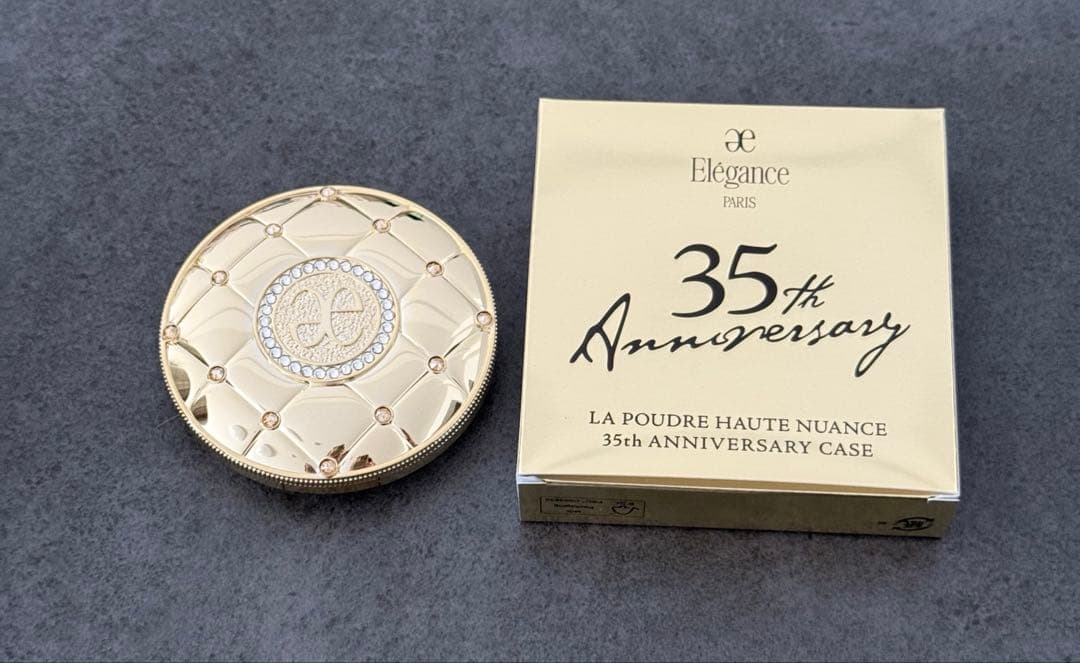 æ
Elégance
PARIS
35th
Anniversary
LA POUDRE HAUTE NUANCE
35th ANNIVERSARY CASE
æ